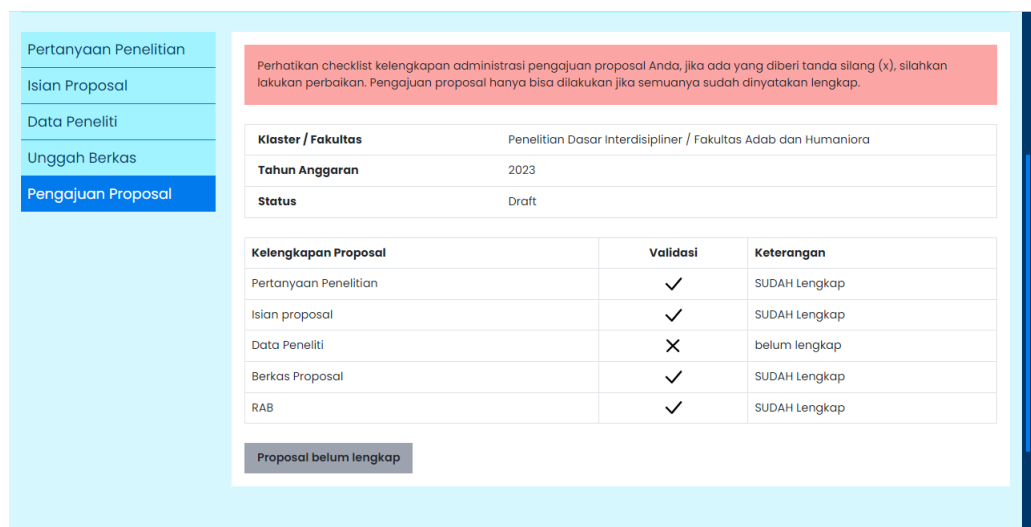 Pertanyaan Penelitian
Isian Proposal
Data Peneliti
Unggah Berkas
Pengajuan Proposal
Perhatikan checklist kelengkapan administrasi pengajuan proposal Anda, jika ada yang diberi tanda silang (x), silahkan
lakukan perbaikan. Pengajuan proposal hanya bisa dilakukan jika semuanya sudah dinyatakan lengkap.
Klaster / Fakultas Penelitian Dasar Interdisipliner / Fakultas Adab dan Humaniora
Tahun Anggaran 2023
Status Draft
Kelengkapan Proposal Validasi Keterangan
Pertanyaan Penelitian SUDAH Lengkap
Isian proposal SUDAH Lengkap
Data Peneliti belum lengkap
Berkas Proposal SUDAH Lengkap
RAB SUDAH Lengkap
Proposal belum lengkap